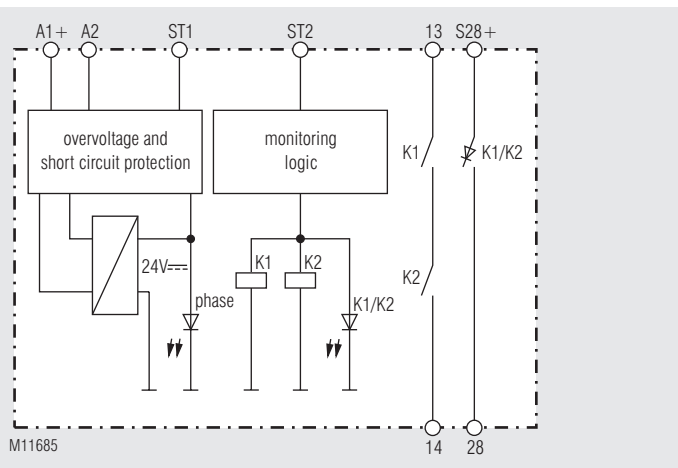 A1+ A2 ST1 ST2 13 S28+
overvoltage and
short circuit protection
monitoring
logic
K1
K1/K2
24V
K1
K2
K2
phase
K1/K2
M11685
14
28